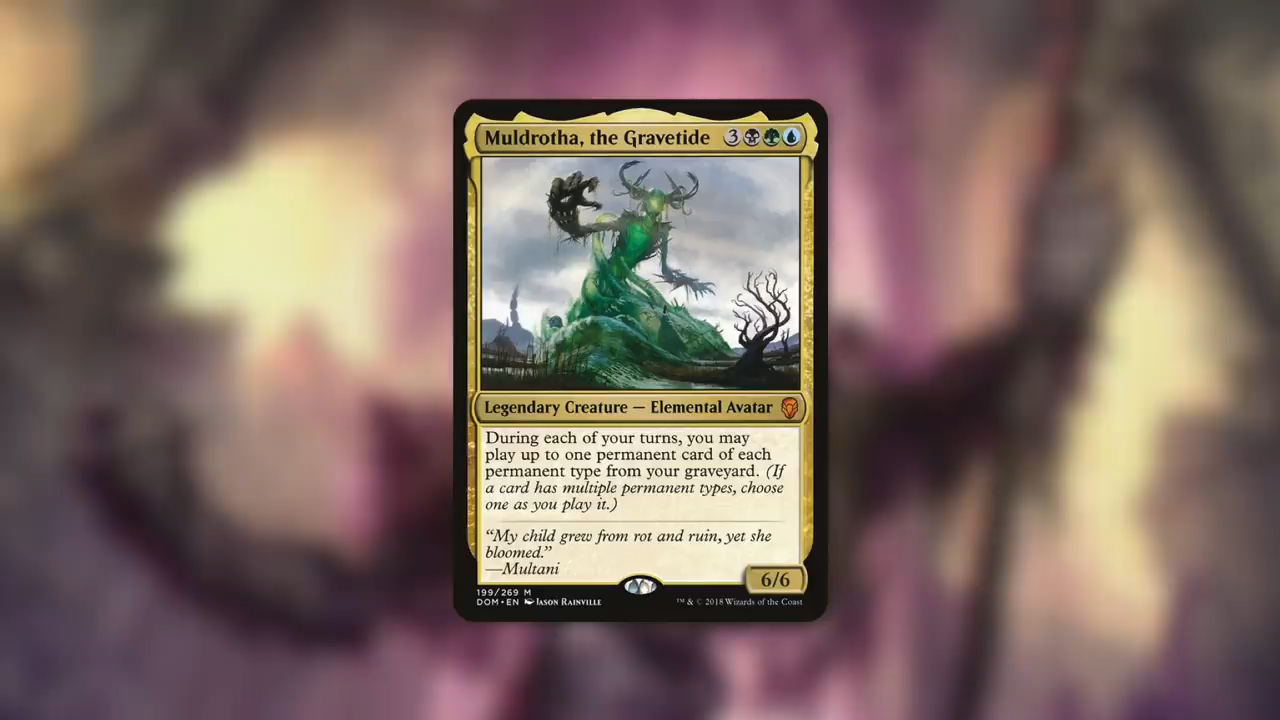 Muldrotha, the Gravetide 3
Legendary Creature — Elemental Avatar
During each of your turns, you may
play up to one permanent card of each
permanent type from your graveyard. (If
a card has multiple permanent types, choose
one as you play it.)
“My child grew from rot and ruin, yet she
bloomed.”
—Multani
6/6
199/269 M
DOM • EN Jason Rainville
™ & © 2018 Wizards of the Coast